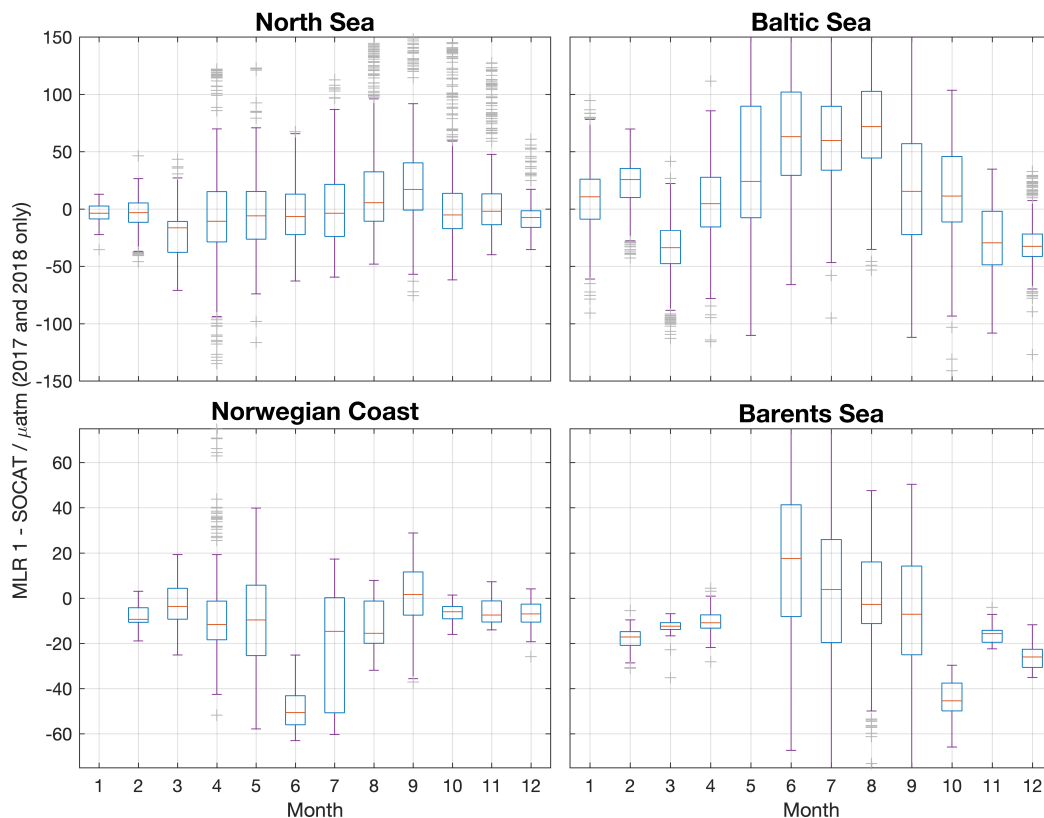 North Sea
Baltic Sea
150
100
50
0
-50
-100
-150
MLR 1 - SOCAT / μatm (2017 and 2018 only)
Norwegian Coast
Barents Sea
60
40
20
0
-20
-40
-60
1 2 3 4 5 6 7 8 9 10 11 12
1 2 3 4 5 6 7 8 9 10 11 12
Month
Month